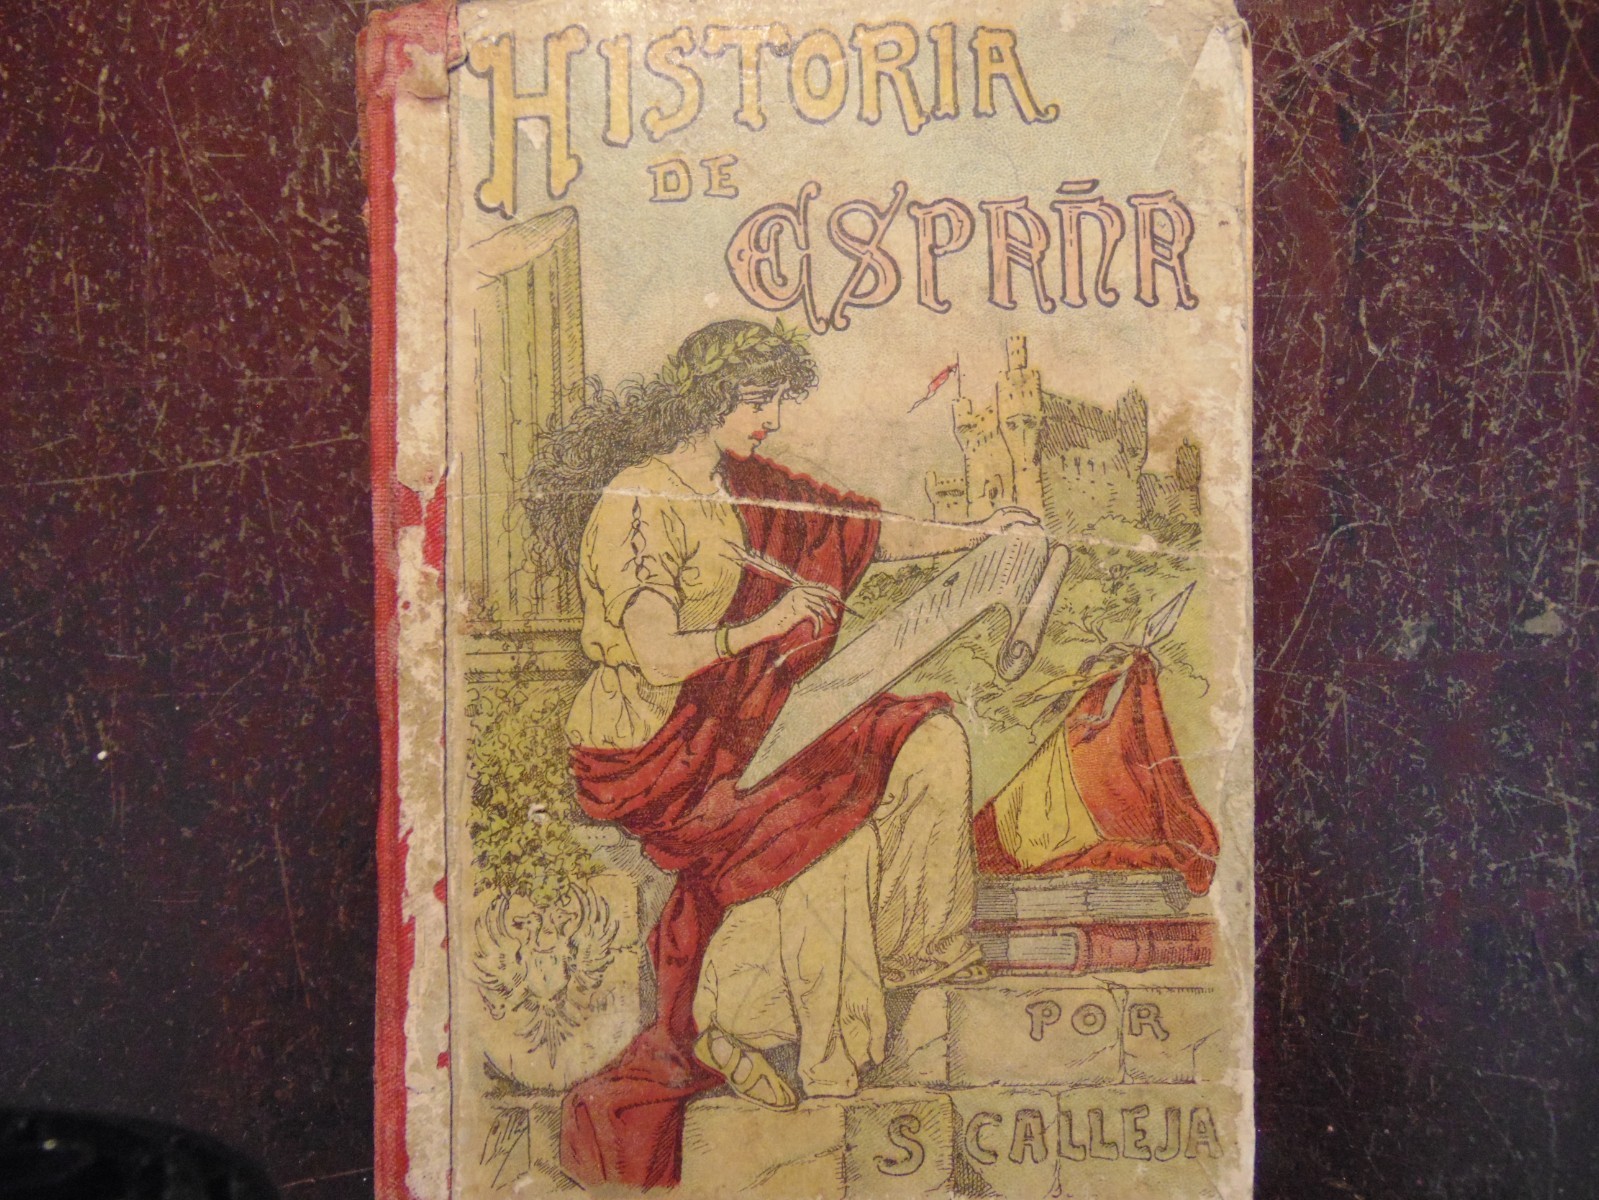 HISTORIA
DE
ESPAÑA
POR
S CALLEJA